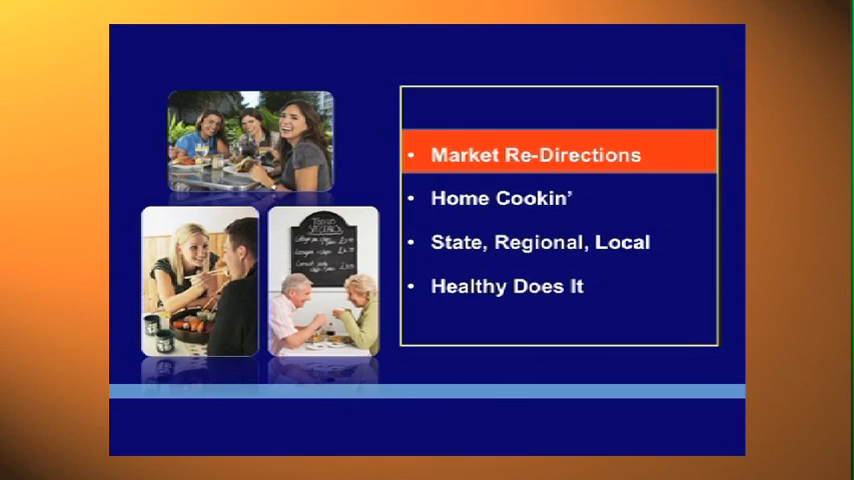 • Market Re-Directions
• Home Cookin’
• State, Regional, Local
• Healthy Does It